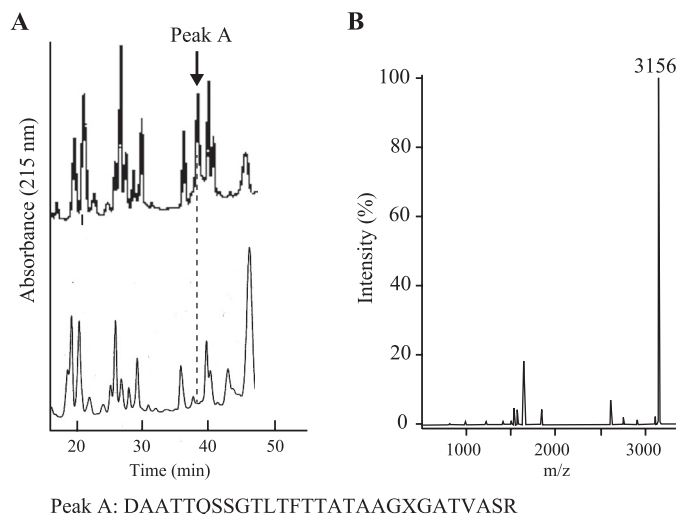 A
B
Peak A
3156
100
80
60
40
20
0
Absorbance (215 nm)
Intensity (%)
20 30 40 50
1000 2000 3000
Time (min)
m/z
Peak A: DAATTQSSGTLTFTTATAAGXGATVASR